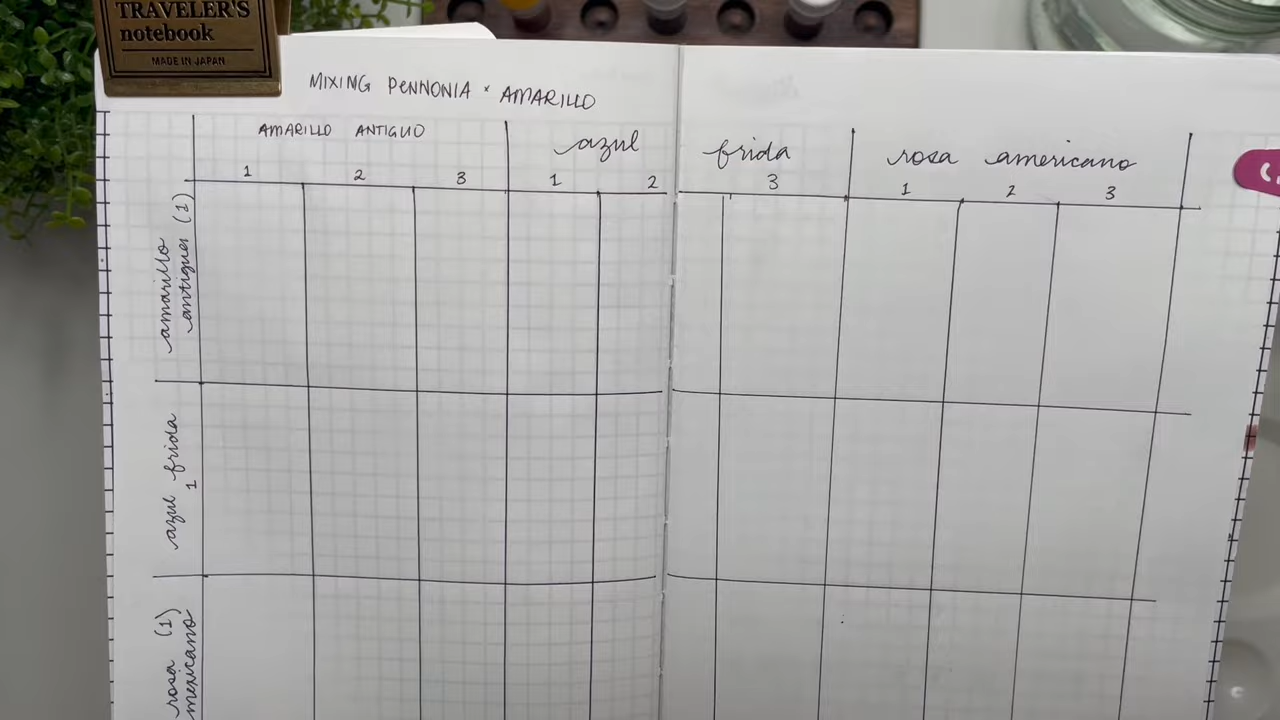 TRAVELER'S
notebook
MADE IN JAPAN
MIXING PENNONIA × AMARILLO
AMARILLO ANTIGUO
azul frida
rosa americano
1 2 3 1 2 3 1 2 3
amarillo
antiguo (1)
azul frida
1
rosa (1)
mexicano